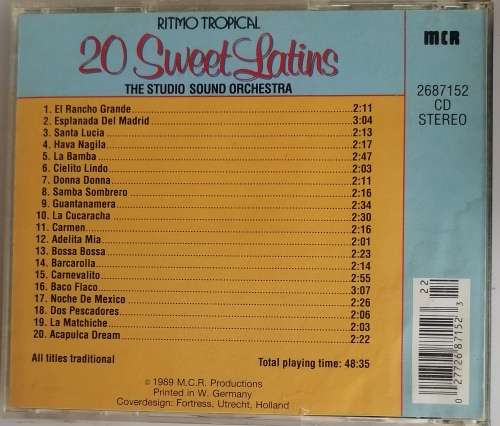 RITMO TROPICAL
20 Sweet Latins
THE STUDIO SOUND ORCHESTRA
MCR
2687152
CD
STEREO
1. El Rancho Grande 2:11
2. Esplanada Del Madrid 3:04
3. Santa Lucia 2:13
4. Hava Nagila 2:17
5. La Bamba 2:47
6. Cielito Lindo 2:03
7. Donna Donna 2:11
8. Samba Sombrero 2:16
9. Guantanamera 2:34
10. La Cucaracha 2:30
11. Carmen 2:16
12. Adelita Mia 2:01
13. Bossa Bossa 2:23
14. Barcarolla 2:14
15. Carnevalito 2:55
16. Baco Flaco 3:07
17. Noche De Mexico 2:26
18. Dos Pescadores 2:06
19. La Matchiche 2:03
20. Acapulca Dream 2:22
All titles traditional Total playing time: 48:35
© 1989 M.C.R. Productions
Printed in W. Germany
Coverdesign: Fortress, Utrecht, Holland
22
0 27726 87152 3